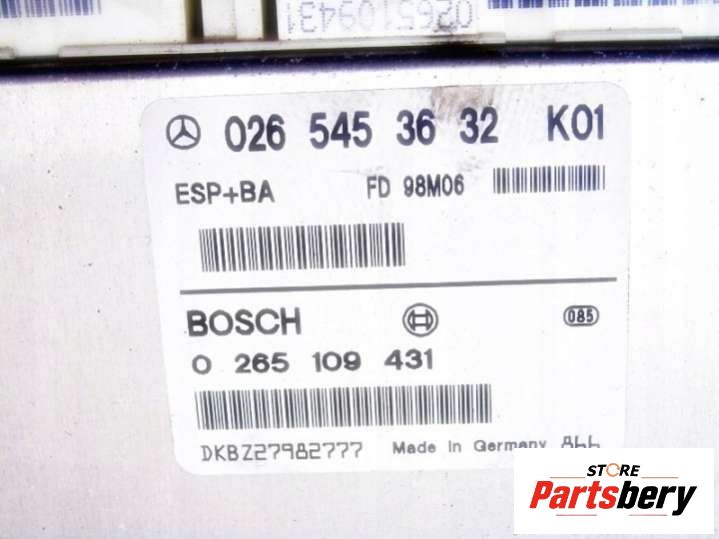 0265109431
026 545 36 32 K01
ESP+BA FD 98M06
BOSCH 085
0 265 109 431
DKBZ27982777 Made in Germany
STORE
Partsbery